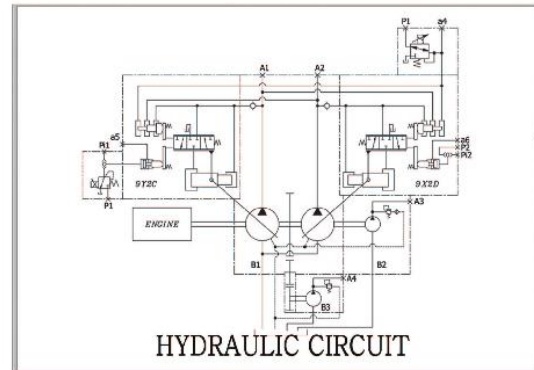 P1 a4
A1 A2
a5
Pi1
a6
P2
Pi2
9Y2C 9X2D
P1
A3
ENGINE
B1 B2
A4
B3
HYDRAULIC CIRCUIT